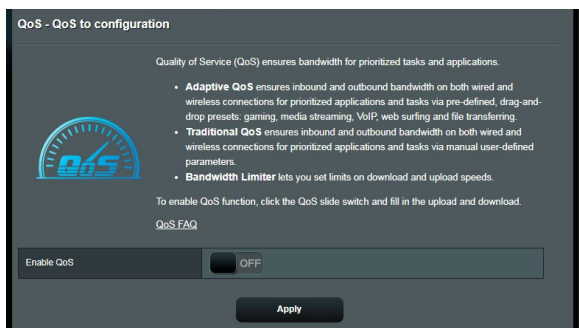 QoS - QoS to configuration
Quality of Service (QoS) ensures bandwidth for prioritized tasks and applications.
• Adaptive QoS ensures inbound and outbound bandwidth on both wired and
wireless connections for prioritized applications and tasks via pre-defined, drag-and-
drop presets: gaming, media streaming, VoIP, web surfing and file transferring.
• Traditional QoS ensures inbound and outbound bandwidth on both wired and
wireless connections for prioritized applications and tasks via manual user-defined
parameters.
• Bandwidth Limiter lets you set limits on download and upload speeds.
QoS
To enable QoS function, click the QoS slide switch and fill in the upload and download.
QoS FAQ
Enable QoS
OFF
Apply